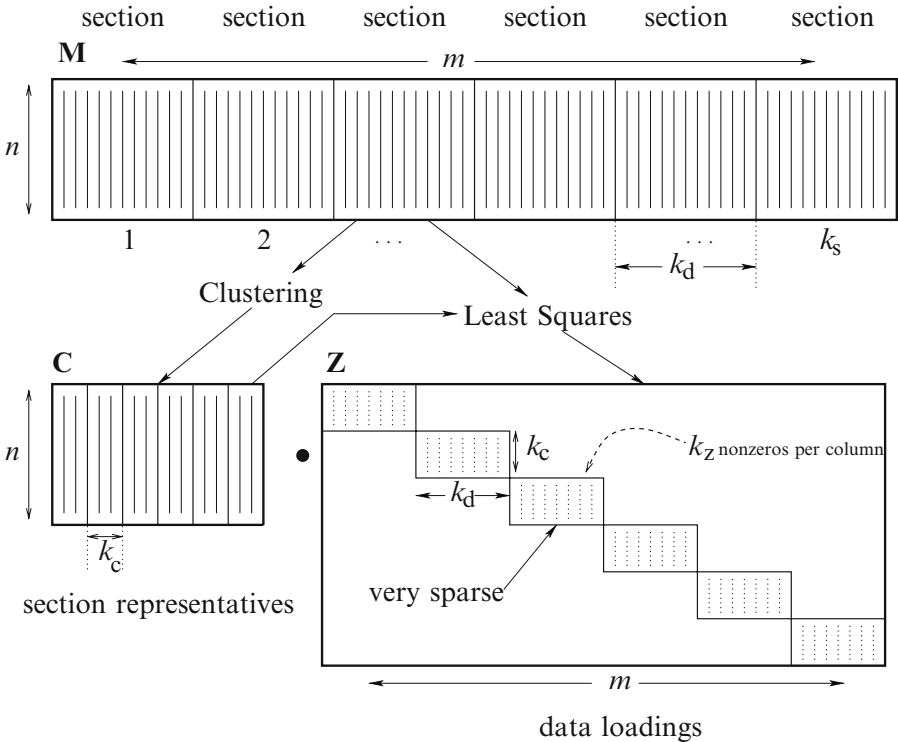 section section section section section section
M
m
n
1 2 ... ... k_s
k_d
Clustering
Least Squares
C Z
n
k_c
k_z nonzeros per column
k_d
k_c
very sparse
section representatives
m
data loadings